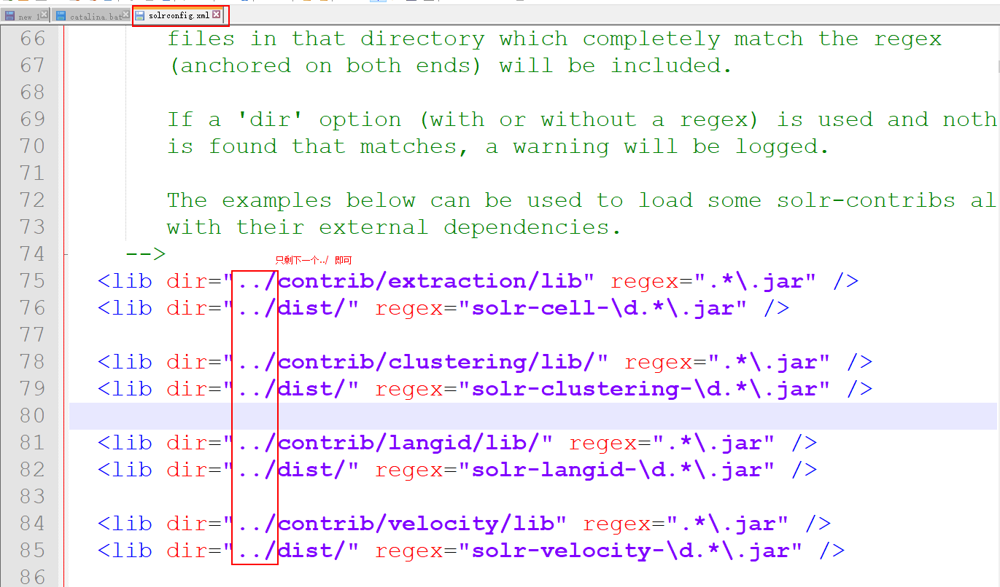 new 1 catalina.bat solrconfig.xml
66 files in that directory which completely match the regex
67 (anchored on both ends) will be included.
68
69 If a 'dir' option (with or without a regex) is used and noth
70 is found that matches, a warning will be logged.
71
72 The examples below can be used to load some solr-contribs al
73 with their external dependencies.
74 -->
只剩下一个../ 即可
75 <lib dir="../contrib/extraction/lib" regex=".*\.jar" />
76 <lib dir="../dist/" regex="solr-cell-\d.*\.jar" />
77
78 <lib dir="../contrib/clustering/lib/" regex=".*\.jar" />
79 <lib dir="../dist/" regex="solr-clustering-\d.*\.jar" />
80
81 <lib dir="../contrib/langid/lib/" regex=".*\.jar" />
82 <lib dir="../dist/" regex="solr-langid-\d.*\.jar" />
83
84 <lib dir="../contrib/velocity/lib" regex=".*\.jar" />
85 <lib dir="../dist/" regex="solr-velocity-\d.*\.jar" />
86